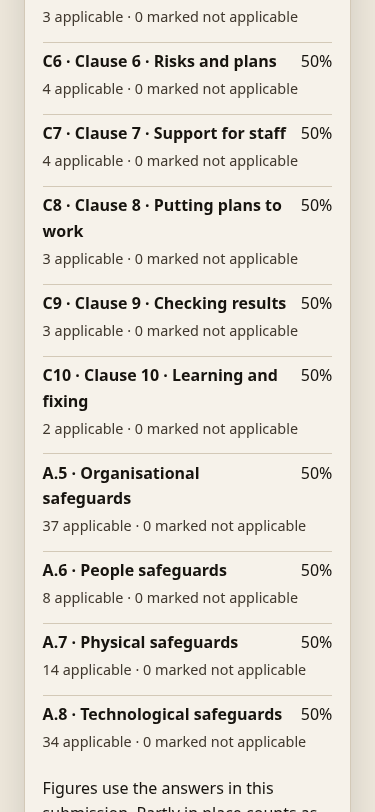 3 applicable · 0 marked not applicable
C6 · Clause 6 · Risks and plans 50%
4 applicable · 0 marked not applicable
C7 · Clause 7 · Support for staff 50%
4 applicable · 0 marked not applicable
C8 · Clause 8 · Putting plans to 50%
work
3 applicable · 0 marked not applicable
C9 · Clause 9 · Checking results 50%
3 applicable · 0 marked not applicable
C10 · Clause 10 · Learning and 50%
fixing
2 applicable · 0 marked not applicable
A.5 · Organisational 50%
safeguards
37 applicable · 0 marked not applicable
A.6 · People safeguards 50%
8 applicable · 0 marked not applicable
A.7 · Physical safeguards 50%
14 applicable · 0 marked not applicable
A.8 · Technological safeguards 50%
34 applicable · 0 marked not applicable
Figures use the answers in this
submission. Partly in place counts as